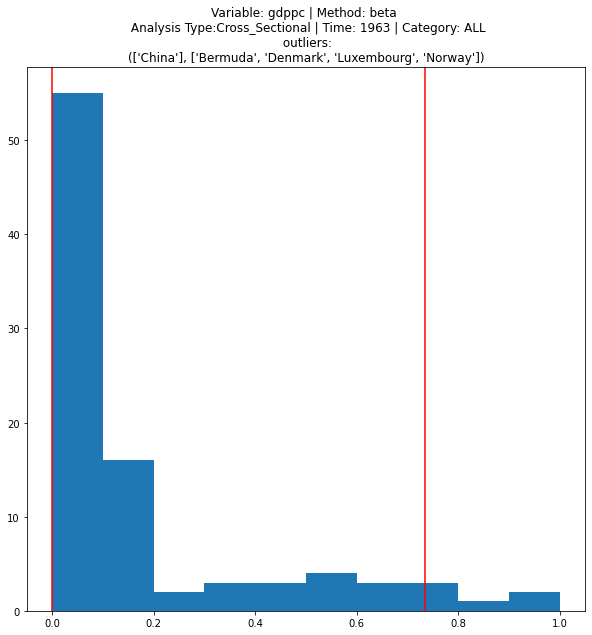 Variable: gdppc | Method: beta
Analysis Type:Cross_Sectional | Time: 1963 | Category: ALL
outliers:
(['China'], ['Bermuda', 'Denmark', 'Luxembourg', 'Norway'])
50
40
30
20
10
0
0.0 0.2 0.4 0.6 0.8 1.0